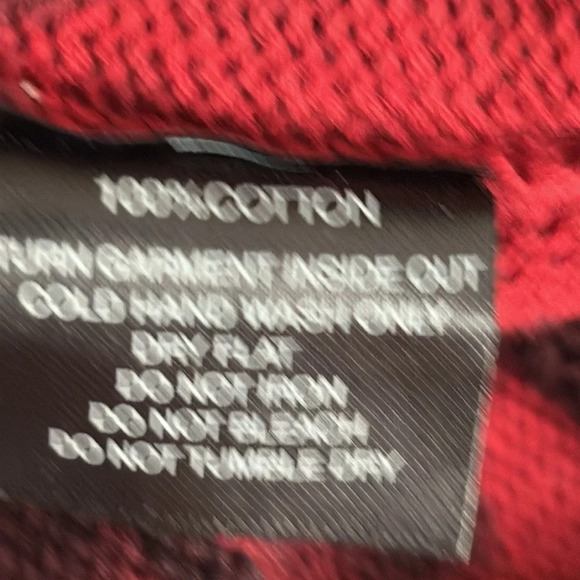 100% COTTON
TURN GARMENT INSIDE OUT
COLD HAND WASH ONLY
DRY FLAT
DO NOT IRON
DO NOT BLEACH
DO NOT TUMBLE DRY